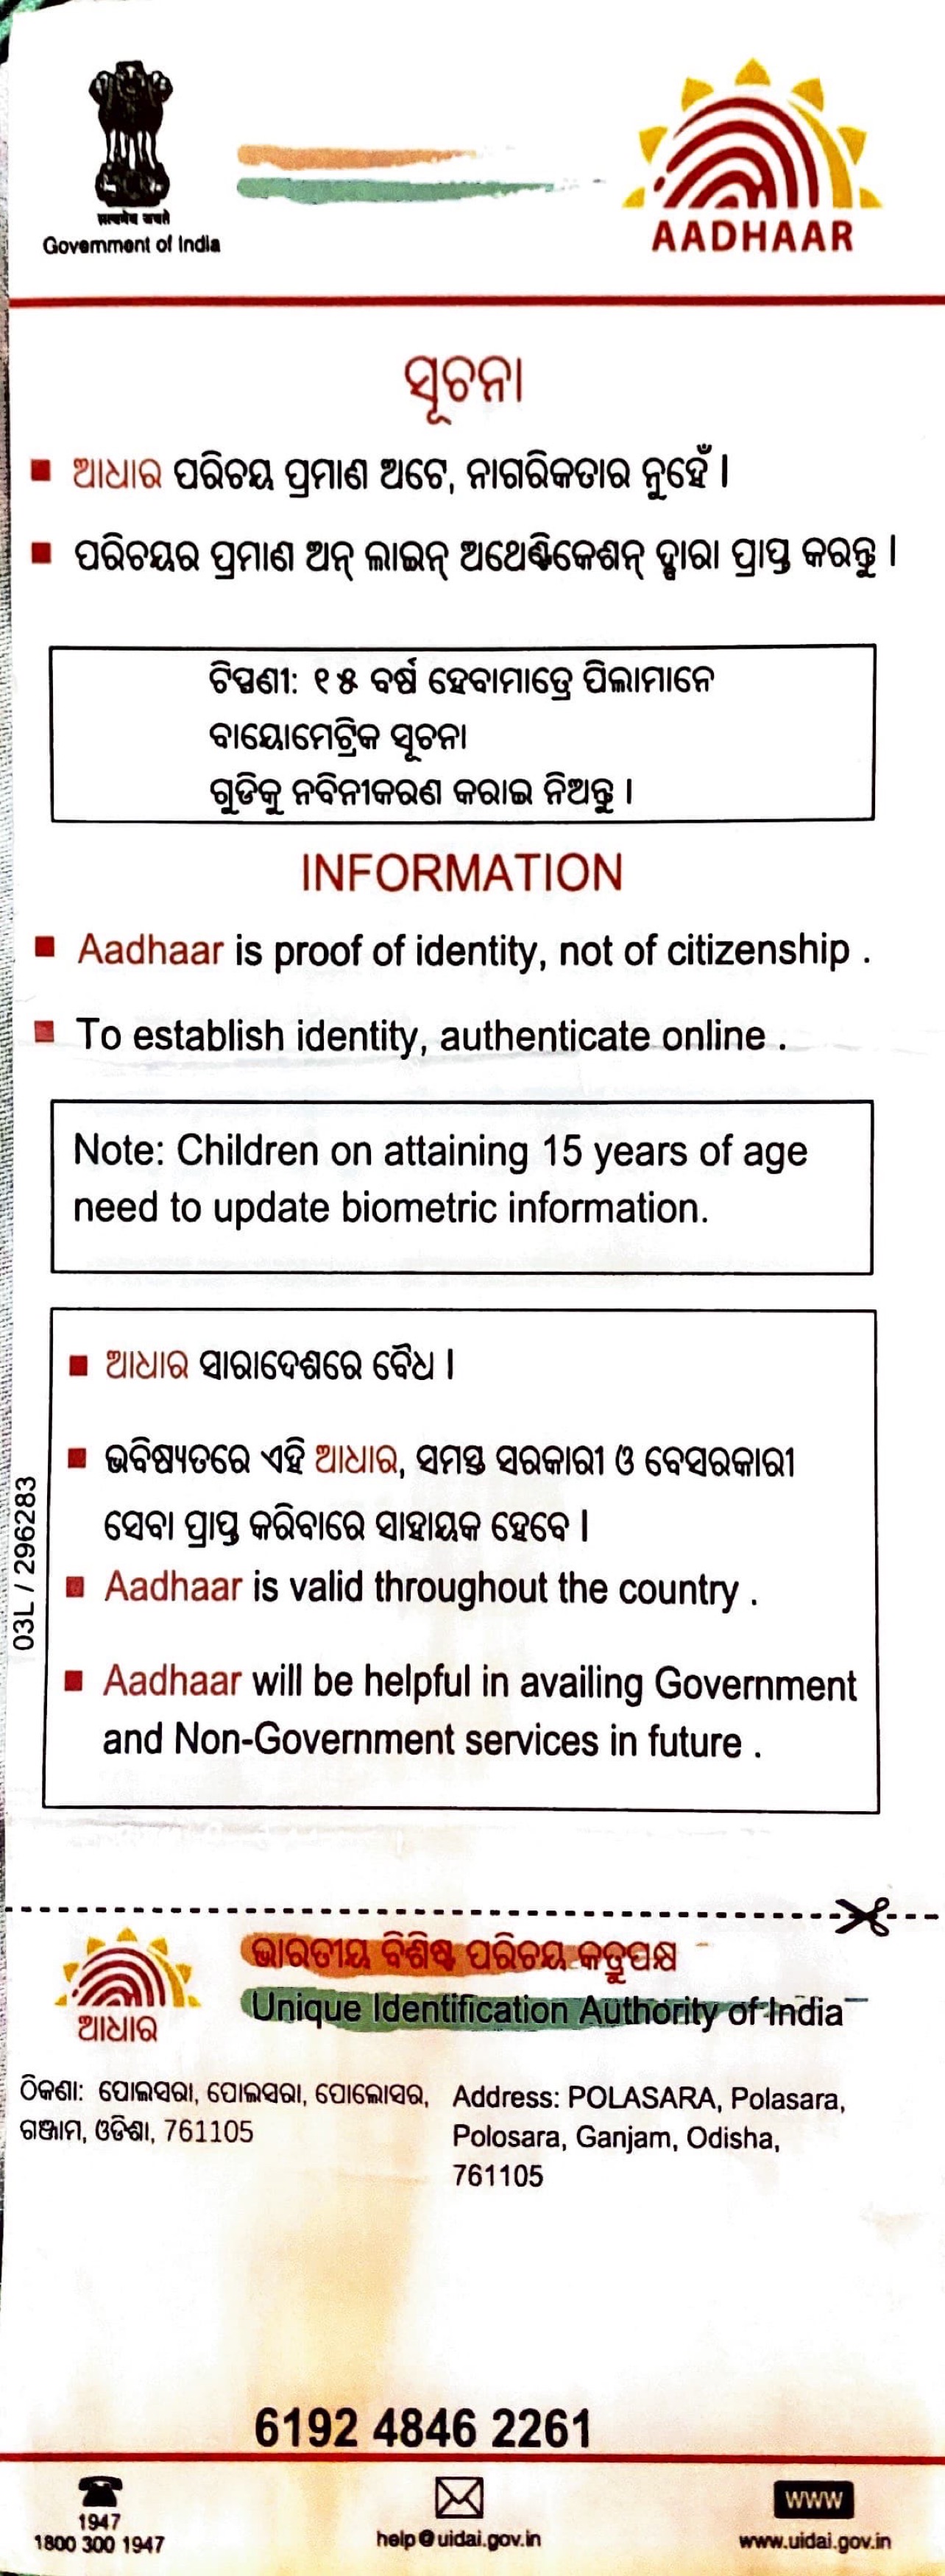 सत्यमेव जयते
Government of India
AADHAAR
ସୂଚନା
■ ଆଧାର ପରିଚୟ ପ୍ରମାଣ ଅଟେ, ନାଗରିକତାର ନୁହେଁ ।
■ ପରିଚୟର ପ୍ରମାଣ ଅନ୍ ଲାଇନ୍ ଅଥେଣ୍ଟିକେଶନ୍ ଦ୍ବାରା ପ୍ରାପ୍ତ କରନ୍ତୁ ।
ଟିପ୍ପଣୀ: ୧୫ ବର୍ଷ ହେବାମାତ୍ରେ ପିଲାମାନେ
ବାୟୋମେଟ୍ରିକ ସୂଚନା
ଗୁଡିକୁ ନବିନୀକରଣ କରାଇ ନିଅନ୍ତୁ ।
INFORMATION
■ Aadhaar is proof of identity, not of citizenship .
■ To establish identity, authenticate online .
Note: Children on attaining 15 years of age
need to update biometric information.
■ ଆଧାର ସାରାଦେଶରେ ବୈଧ ।
■ ଭବିଷ୍ୟତରେ ଏହି ଆଧାର, ସମସ୍ତ ସରକାରୀ ଓ ବେସରକାରୀ
ସେବା ପ୍ରାପ୍ତ କରିବାରେ ସାହାୟକ ହେବେ ।
■ Aadhaar is valid throughout the country .
■ Aadhaar will be helpful in availing Government
and Non-Government services in future .
03L / 296283
ଭାରତୀୟ ବିଶିଷ୍ଟ ପରିଚୟ କତ୍ରୁପକ୍ଷ
Unique Identification Authority of India
ଆଧାର
ଠିକଣା: ପୋଇସରା, ପୋଇସରା, ପୋଲୋସର,
ଗଞ୍ଜାମ, ଓଡିଶା, 761105
Address: POLASARA, Polasara,
Polosara, Ganjam, Odisha,
761105
6192 4846 2261
1947
1800 300 1947
help@uidai.gov.in
WWW
www.uidai.gov.in